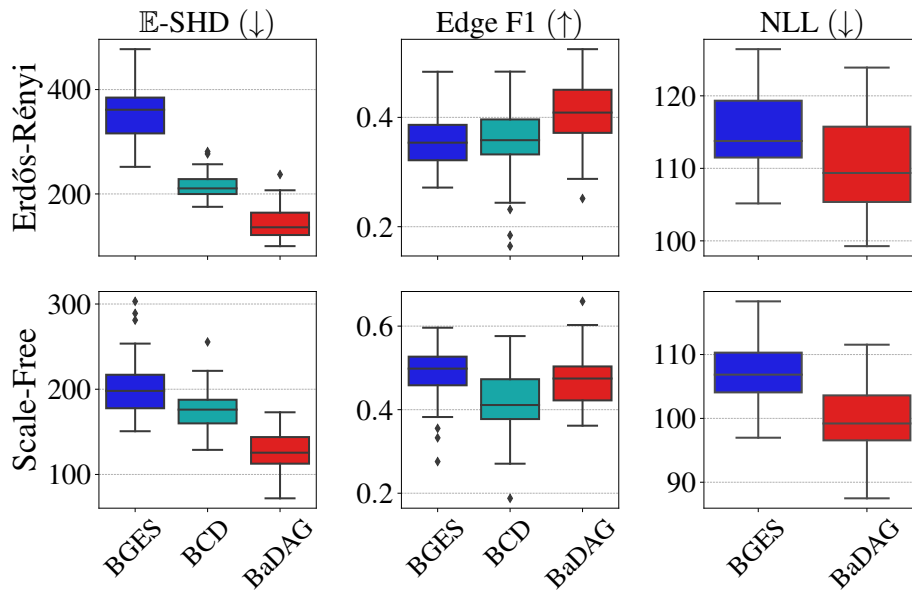 𝔼-SHD (↓)
Edge F1 (↑)
NLL (↓)
Erdős-Rényi
400
200
0.4
0.2
120
110
100
Scale-Free
300
200
100
0.6
0.4
0.2
110
100
90
BGES
BCD
BaDAG
BGES
BCD
BaDAG
BGES
BaDAG